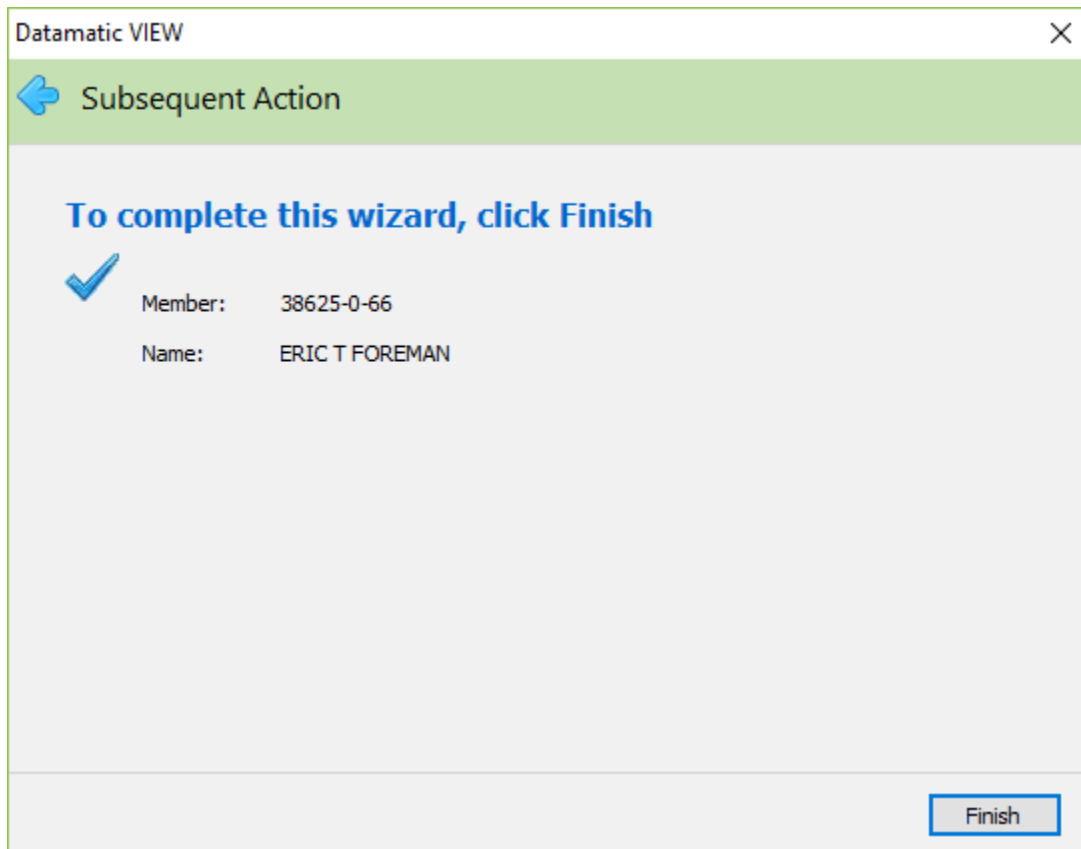 Datamatic VIEW
Subsequent Action
To complete this wizard, click Finish
Member: 38625-0-66
Name: ERIC T FOREMAN
Finish